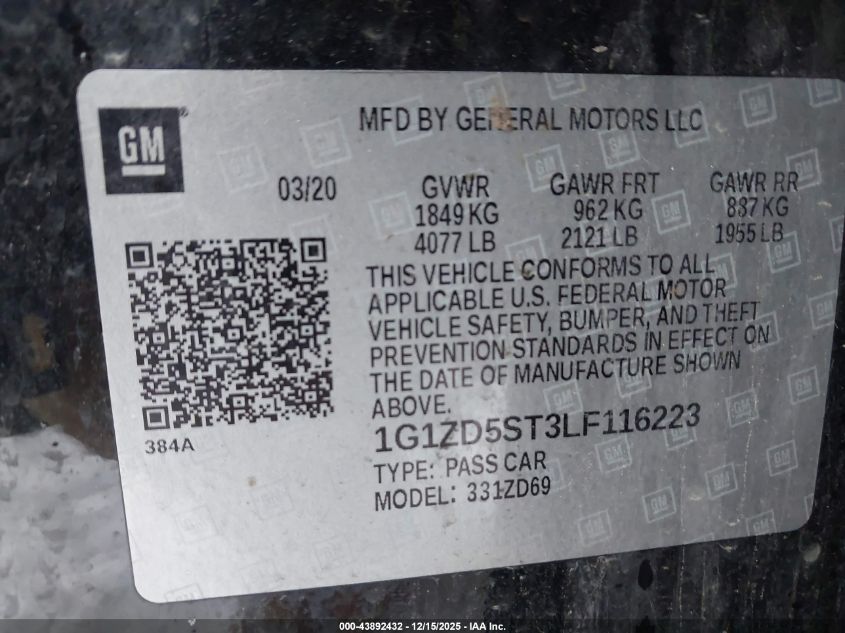 GM
MFD BY GENERAL MOTORS LLC
03/20
GVWR GAWR FRT GAWR RR
1849 KG 962 KG 887 KG
4077 LB 2121 LB 1955 LB
THIS VEHICLE CONFORMS TO ALL
APPLICABLE U.S. FEDERAL MOTOR
VEHICLE SAFETY, BUMPER, AND THEFT
PREVENTION STANDARDS IN EFFECT ON
THE DATE OF MANUFACTURE SHOWN
ABOVE.
384A
1G1ZD5ST3LF116223
TYPE: PASS CAR
MODEL: 331ZD69
000-43892432 - 12/15/2025 - IAA Inc.